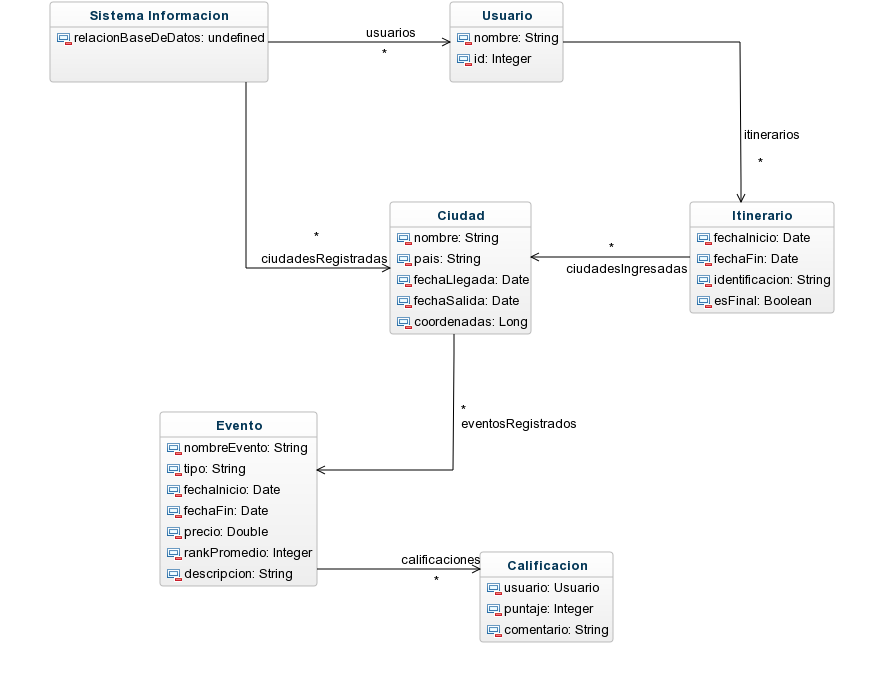 Sistema Informacion
relacionBaseDeDatos: undefined
usuarios
*
Usuario
nombre: String
id: Integer
itinerarios
*
*
ciudadesRegistradas
Ciudad
nombre: String
pais: String
fechaLlegada: Date
fechaSalida: Date
coordenadas: Long
*
ciudadesIngresadas
Itinerario
fechaInicio: Date
fechaFin: Date
identificacion: String
esFinal: Boolean
*
eventosRegistrados
Evento
nombreEvento: String
tipo: String
fechaInicio: Date
fechaFin: Date
precio: Double
rankPromedio: Integer
descripcion: String
calificaciones
*
Calificacion
usuario: Usuario
puntaje: Integer
comentario: String